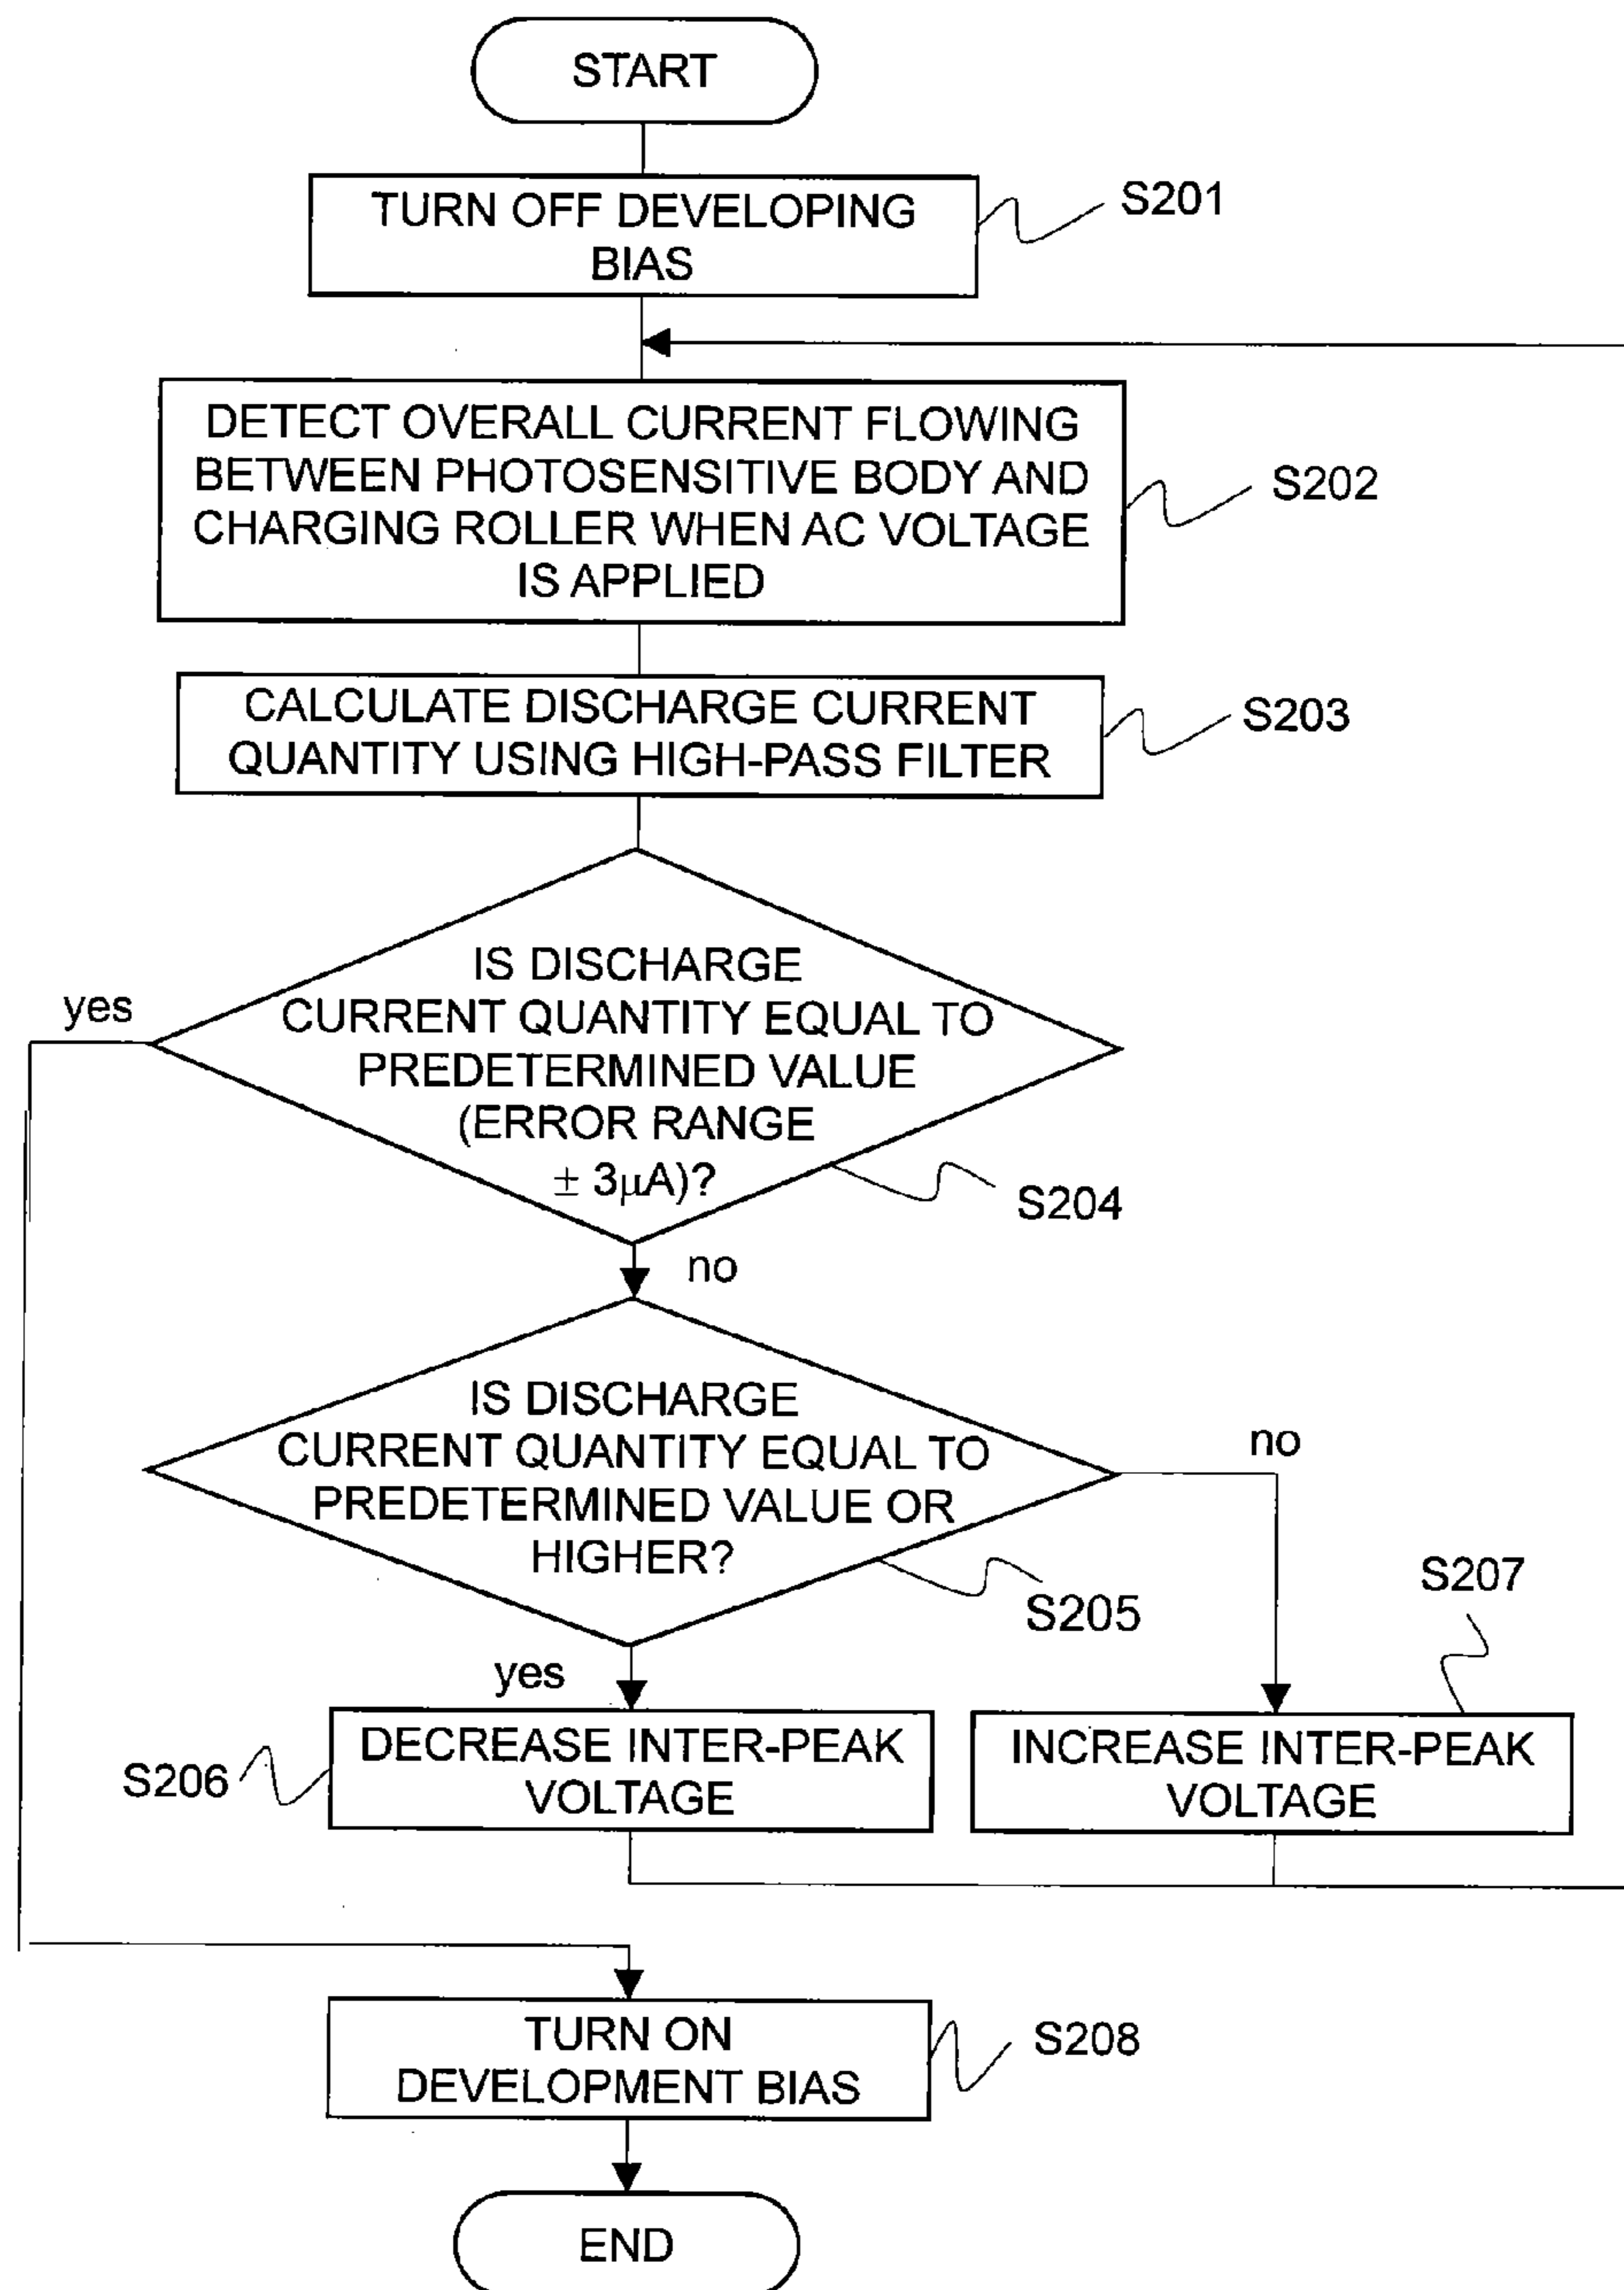 START
TURN OFF DEVELOPING
BIAS
S201
DETECT OVERALL CURRENT FLOWING
BETWEEN PHOTOSENSITIVE BODY AND
CHARGING ROLLER WHEN AC VOLTAGE
IS APPLIED
S202
CALCULATE DISCHARGE CURRENT
QUANTITY USING HIGH-PASS FILTER
S203
IS DISCHARGE
CURRENT QUANTITY EQUAL TO
PREDETERMINED VALUE
(ERROR RANGE
± 3μA)?
yes
S204
no
IS DISCHARGE
CURRENT QUANTITY EQUAL TO
PREDETERMINED VALUE OR
HIGHER?
no
S205
S207
yes
DECREASE INTER-PEAK
VOLTAGE
S206
INCREASE INTER-PEAK
VOLTAGE
TURN ON
DEVELOPMENT BIAS
S208
END